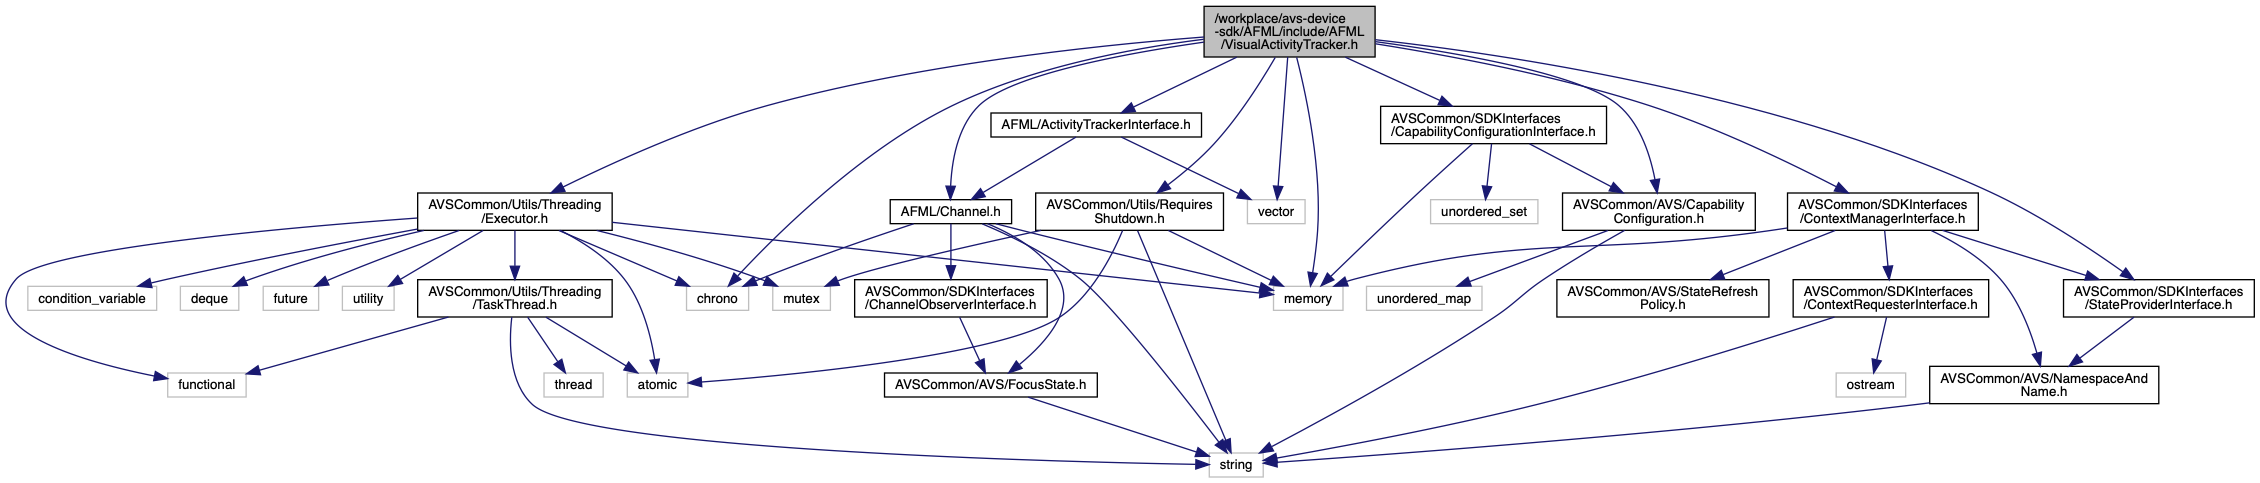 /workplace/avs-device
-sdk/AFML/include/AFML
/VisualActivityTracker.h
AFML/ActivityTrackerInterface.h
AVSCommon/SDKInterfaces
/CapabilityConfigurationInterface.h
AVSCommon/Utils/Threading
/Executor.h
AFML/Channel.h
AVSCommon/Utils/Requires
Shutdown.h
vector
unordered_set
AVSCommon/AVS/Capability
Configuration.h
AVSCommon/SDKInterfaces
/ContextManagerInterface.h
condition_variable
deque
future
utility
AVSCommon/Utils/Threading
/TaskThread.h
chrono
mutex
AVSCommon/SDKInterfaces
/ChannelObserverInterface.h
memory
unordered_map
AVSCommon/AVS/StateRefresh
Policy.h
AVSCommon/SDKInterfaces
/ContextRequesterInterface.h
AVSCommon/SDKInterfaces
/StateProviderInterface.h
functional
thread
atomic
AVSCommon/AVS/FocusState.h
ostream
AVSCommon/AVS/NamespaceAnd
Name.h
string